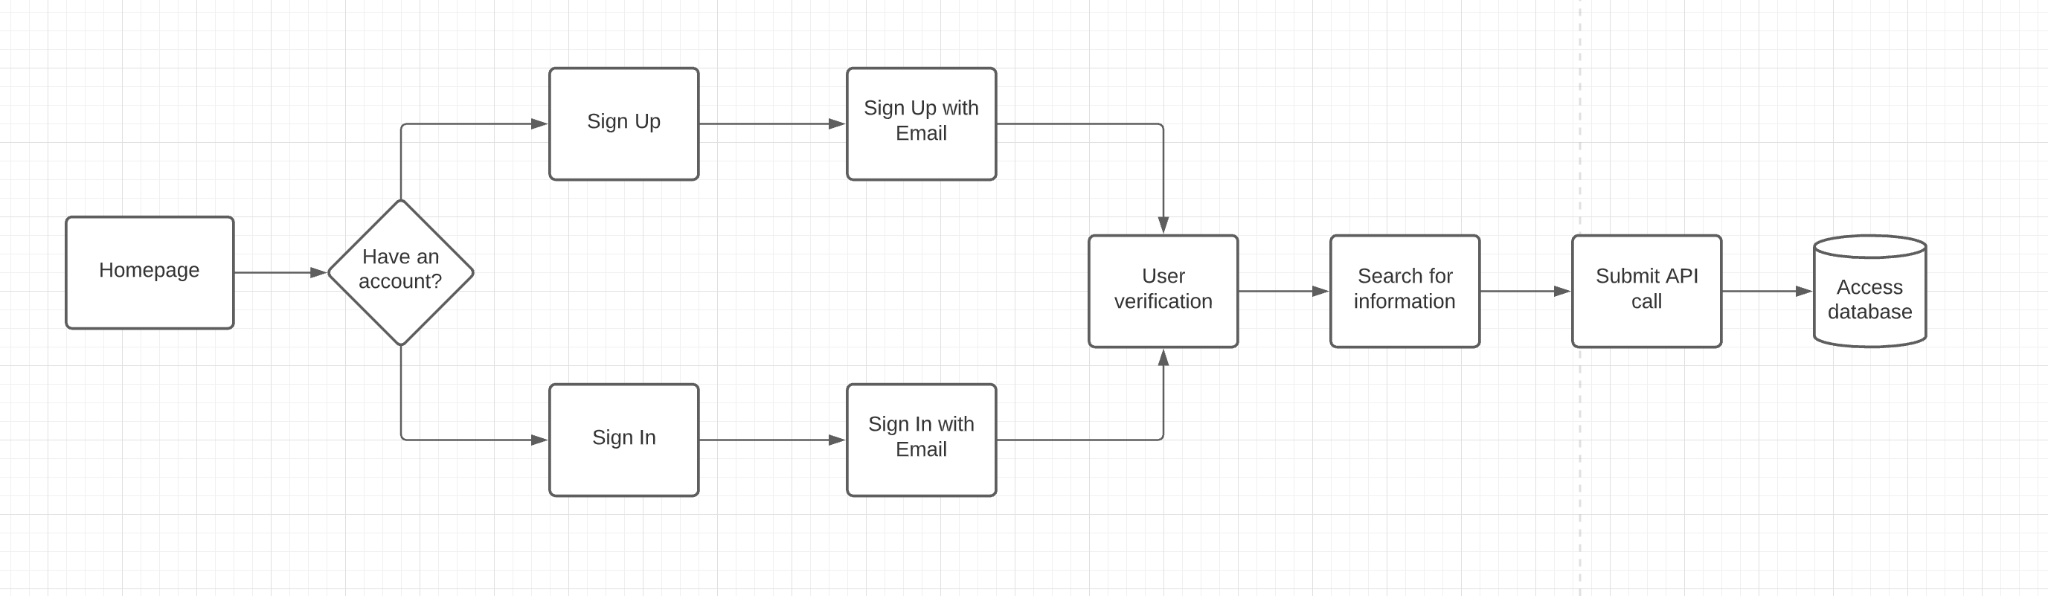 Homepage
Have an
account?
Sign Up
Sign Up with
Email
Sign In
Sign In with
Email
User
verification
Search for
information
Submit API
call
Access
database